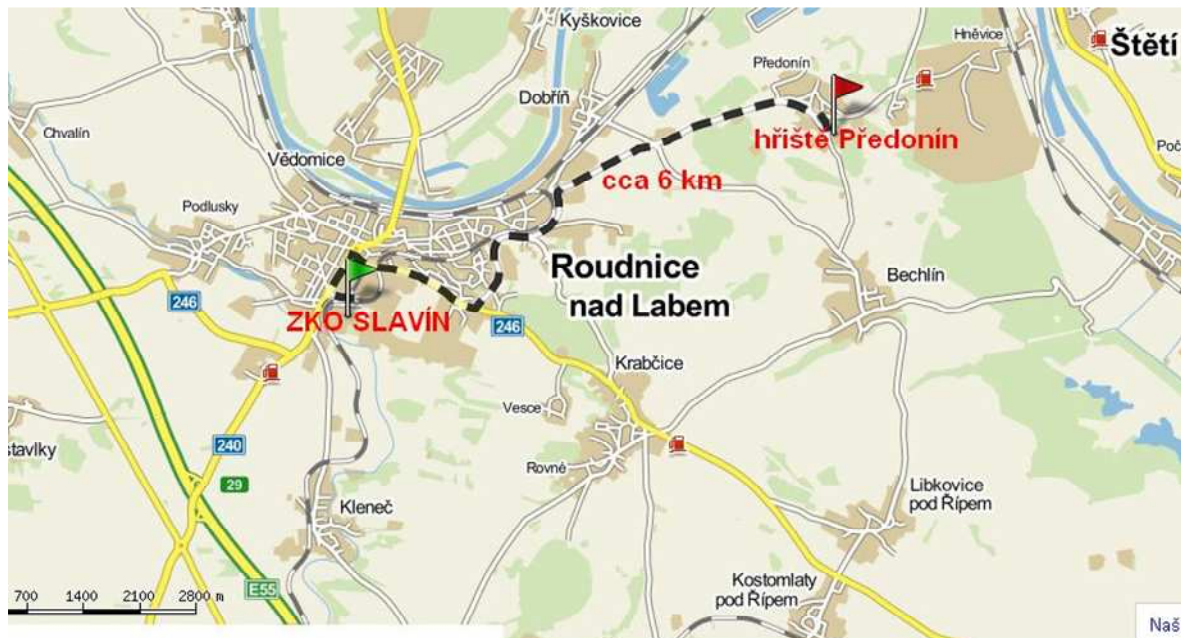 Kyškovice
Hněvice
Štětí
Předonín
Dobříň
Chvalín
hřiště Předonín
Vědomice
cca 6 km
Podlusky
Roudnice
nad Labem
Bechlín
246
ZKO SLAVÍN
246
Krabčice
Vesce
240
Rovné
29
Libkovice
pod Řípem
Kleneč
E55
Kostomlaty
pod Řípem
700 1400 2100 2800 m